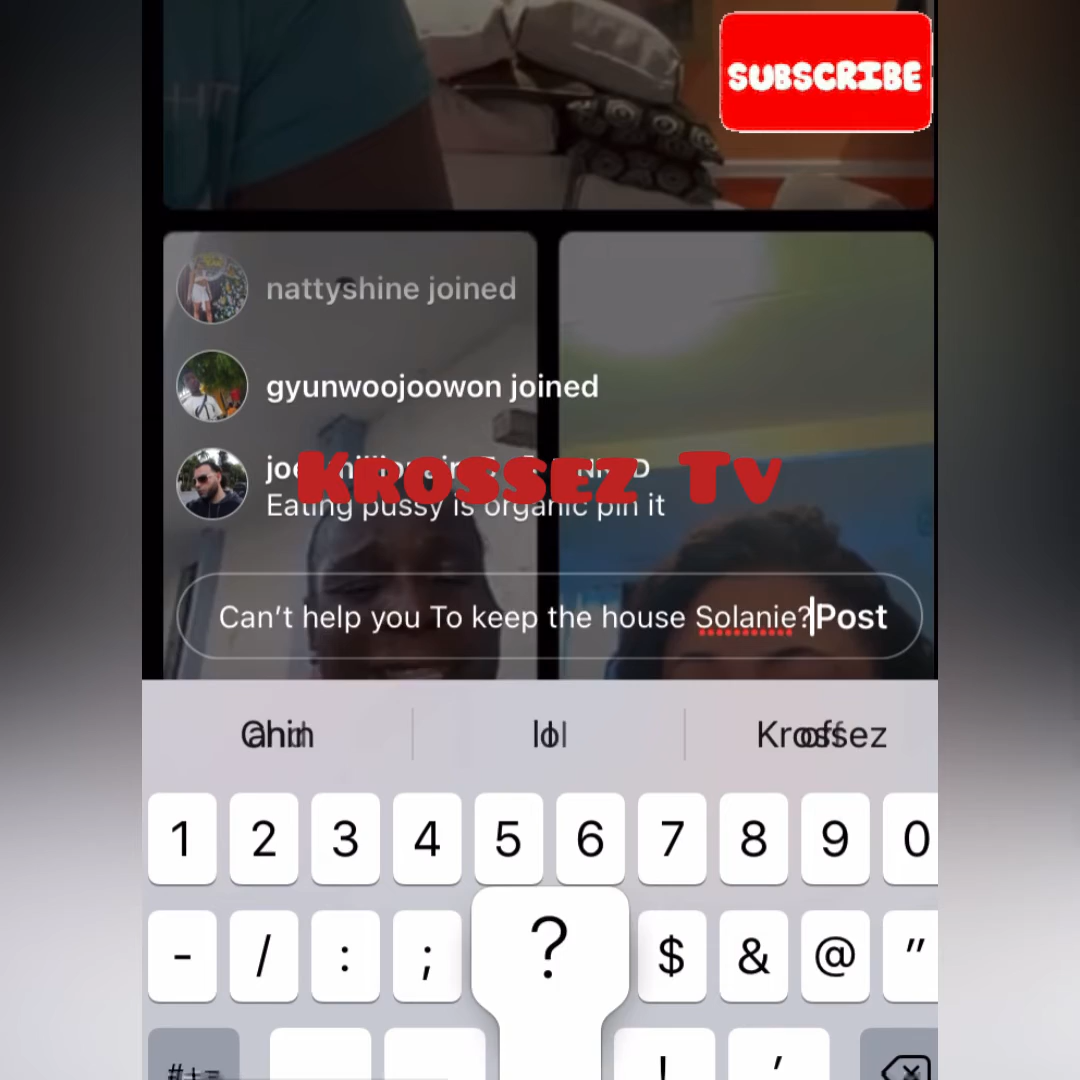 SUBSCRIBE
nattyshine joined
gyunwoojoowon joined
Krossez Tv
Eating pussy is organic pin it
Can't help you To keep the house Solanie? Post
lol Krossez
1 2 3 4 5 6 7 8 9 0
- / : ; ? $ & @ "
#+= ! '